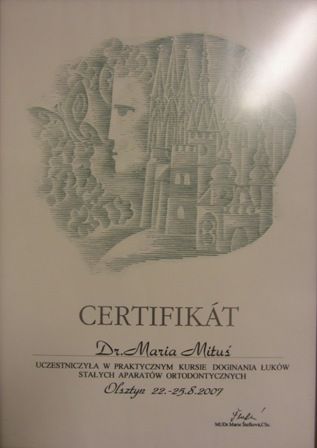 CERTIFIKÁT
Dr. Maria Mituś
UCZESTNICZYŁA W PRAKTYCZNYM KURSIE DOGINANIA ŁUKÓW
STAŁYCH APARATÓW ORTODONTYCZNYCH
Olsztyn 22.-25.8.2007
MUDr. Marie Štefková, CSc.